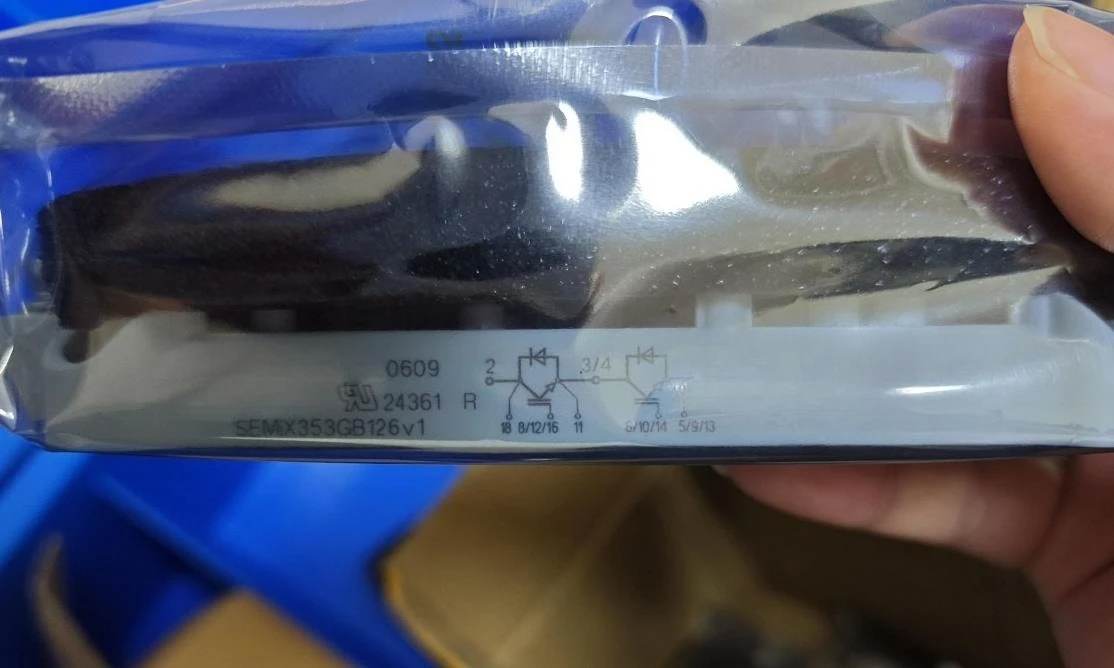 0609
24361 R
SEMiX353GB126v1
2 3/4
18 8/12/16 11 6/10/14 5/9/13